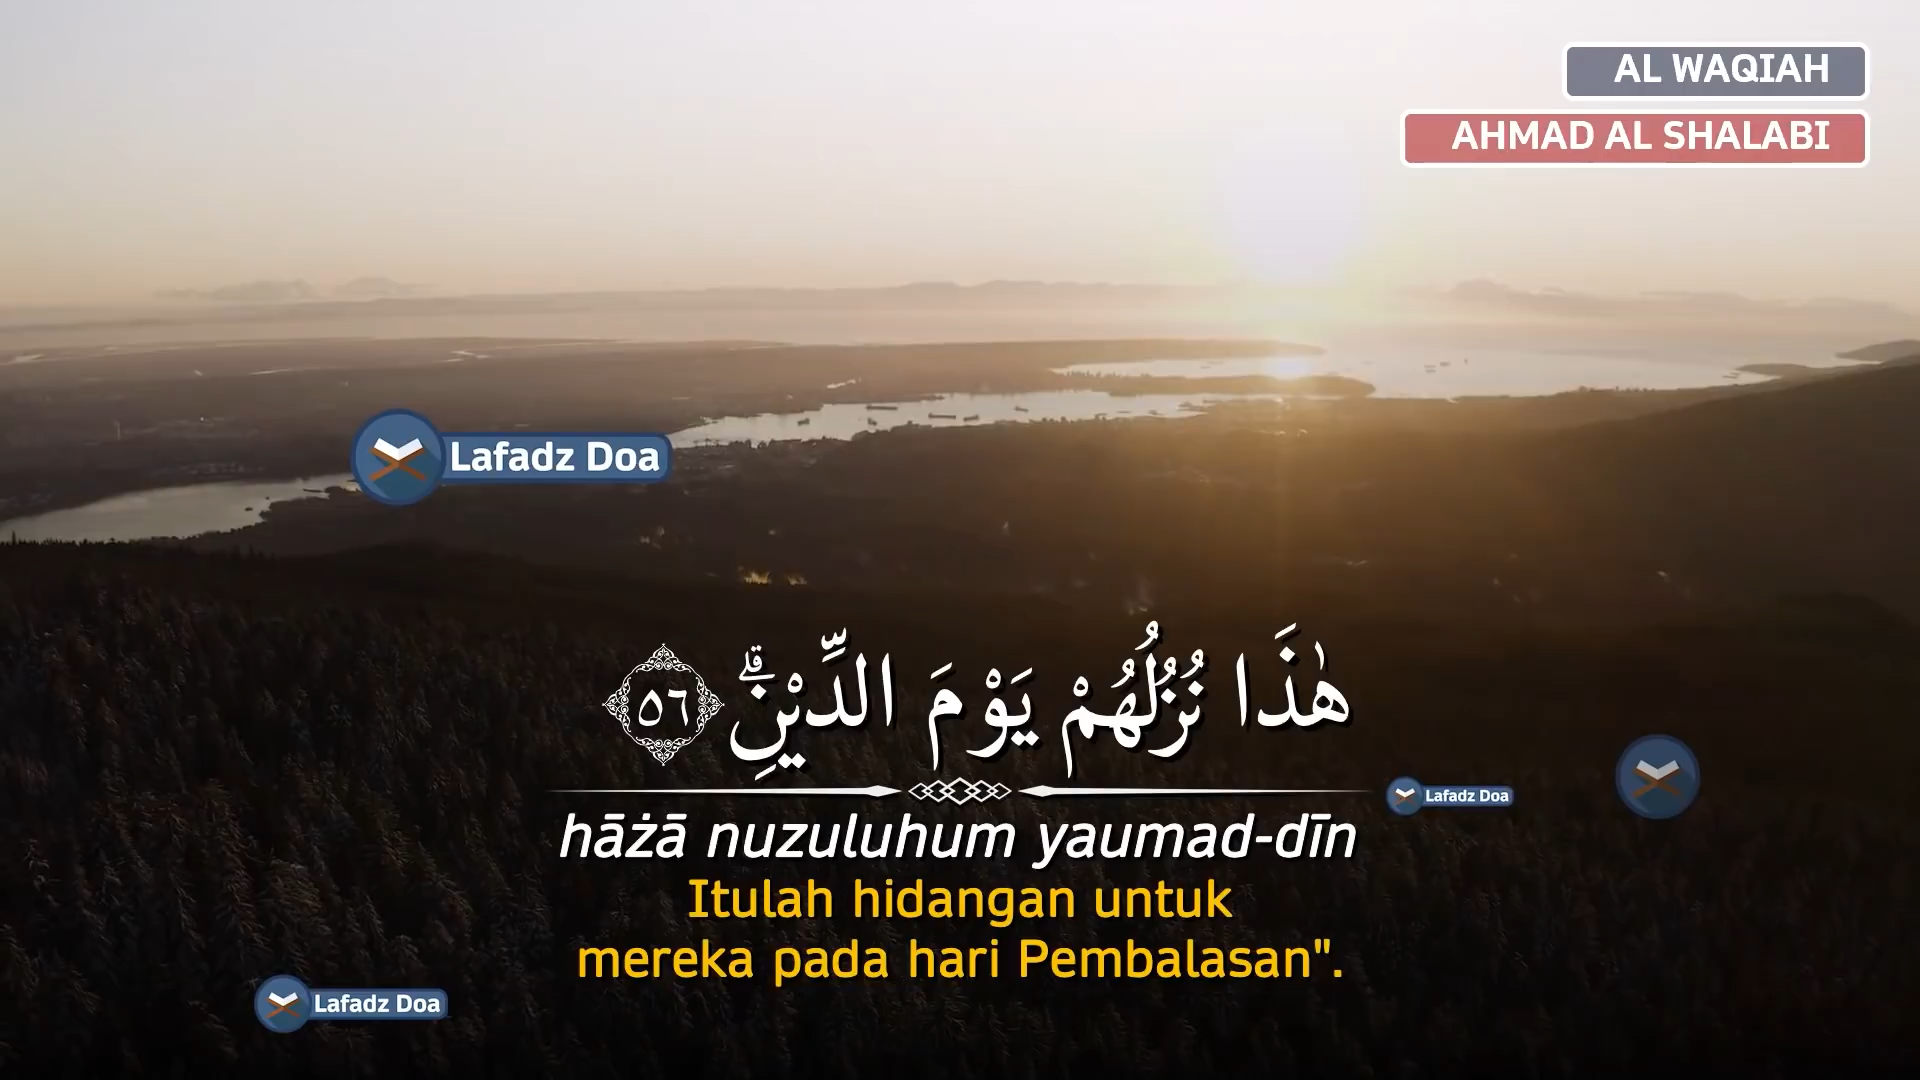 AL WAQIAH
AHMAD AL SHALABI
Lafadz Doa
هٰذَا نُزُلُهُمْ يَوْمَ الدِّيْنِۗ ٥٦
Lafadz Doa
hāżā nuzuluhum yaumad-dīn
Itulah hidangan untuk
mereka pada hari Pembalasan".
Lafadz Doa